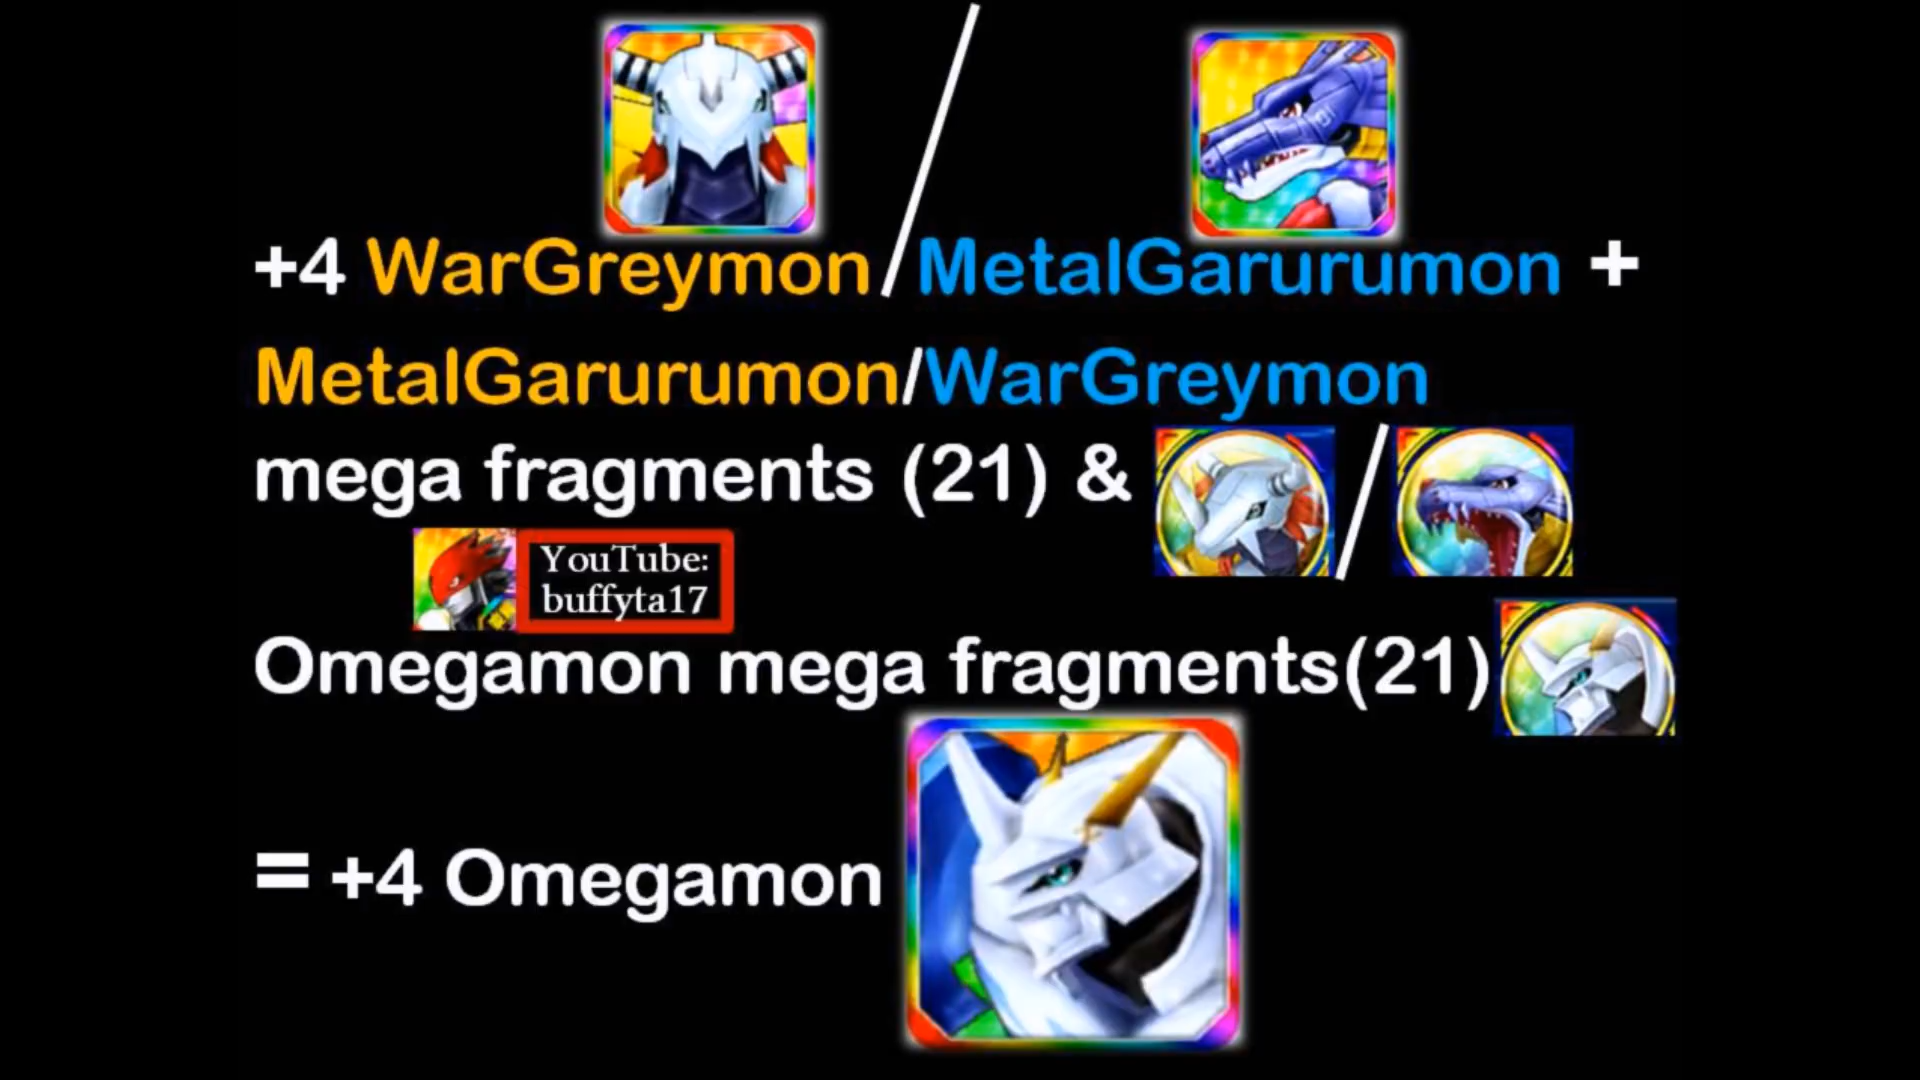 +4 WarGreymon/MetalGarurumon +
MetalGarurumon/WarGreymon
mega fragments (21) & /
YouTube:
buffyta17
Omegamon mega fragments(21)
= +4 Omegamon